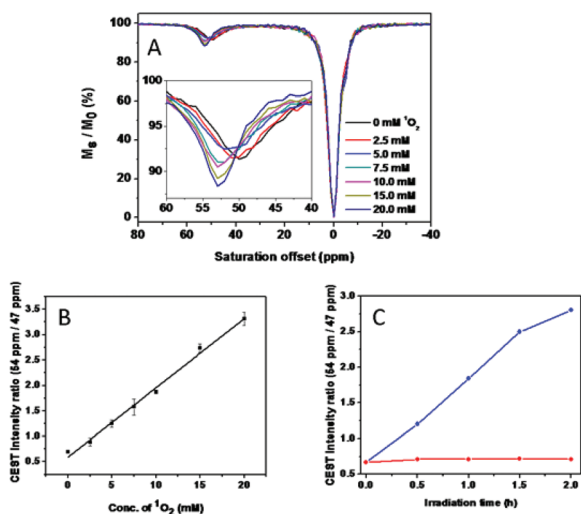 A
M_s / M_0 (%)
100
80
60
40
20
0
100
95
90
60
55
50
45
40
0 mM ¹O₂
2.5 mM
5.0 mM
7.5 mM
10.0 mM
15.0 mM
20.0 mM
80
60
40
20
0
-20
-40
Saturation offset (ppm)
B
CEST Intensity ratio (54 ppm / 47 ppm)
3.5
3.0
2.5
2.0
1.5
1.0
0.5
0
5
10
15
20
Conc. of ¹O₂ (mM)
C
CEST Intensity ratio (54 ppm / 47 ppm)
3.0
2.5
2.0
1.5
1.0
0.5
0.0
0.5
1.0
1.5
2.0
Irradiation time (h)